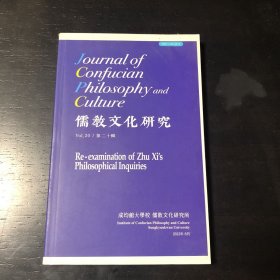 Journal of
Confucian
Philosophy and
Culture
儒教文化研究
Vol. 20 / 第二十輯
Re-examination of Zhu Xi's
Philosophical Inquiries
成均館大學校 儒教文化研究所
Institute of Confucian Philosophy and Culture
Sungkyunkwan University